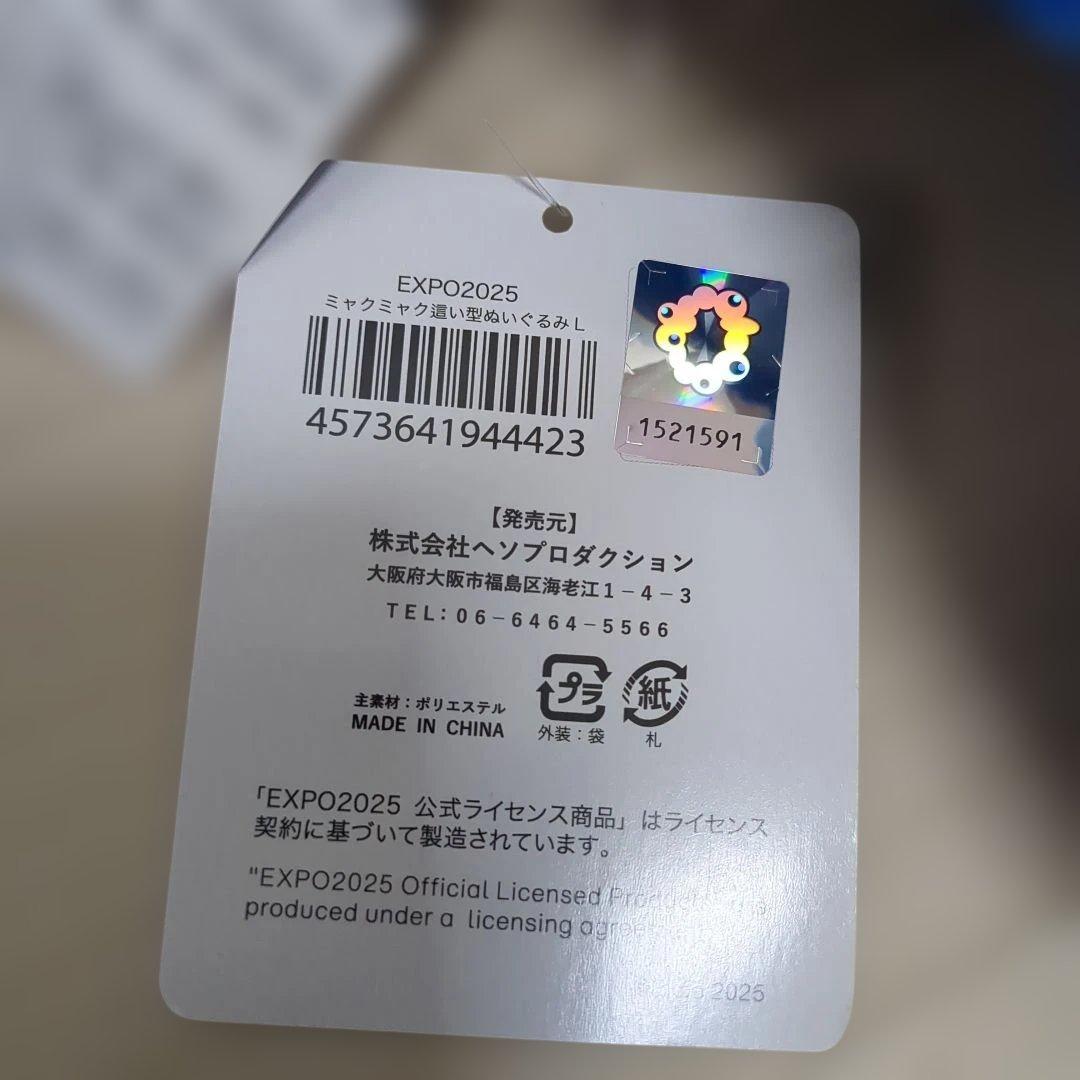 EXPO2025
ミャクミャク這い型ぬいぐるみL
4573641944423
1521591
【発売元】
株式会社ヘソプロダクション
大阪府大阪市福島区海老江1-4-3
TEL:06-6464-5566
主素材:ポリエステル
MADE IN CHINA
プラ
外装:袋
紙
札
「EXPO2025 公式ライセンス商品」はライセンス
契約に基づいて製造されています。
"EXPO2025 Official Licensed
produced under a licensing
2025